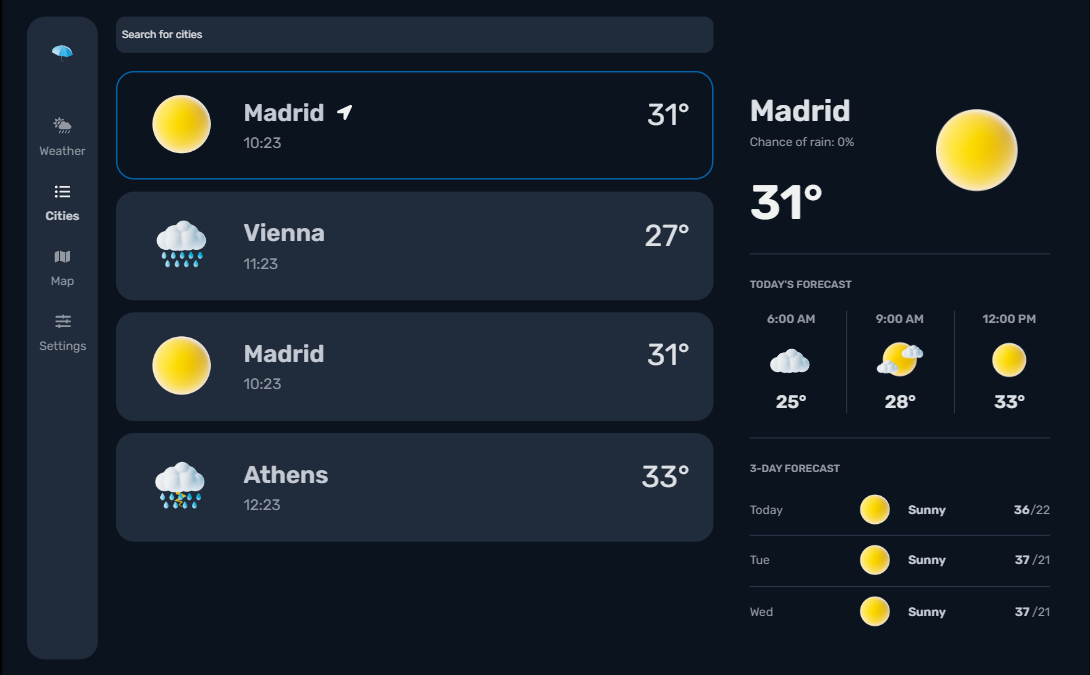 Weather
Cities
Map
Settings
Search for cities
Madrid
10:23
31°
Vienna
11:23
27°
Madrid
10:23
31°
Athens
12:23
33°
Madrid
Chance of rain: 0%
31°
TODAY'S FORECAST
6:00 AM 9:00 AM 12:00 PM
25° 28° 33°
3-DAY FORECAST
Today Sunny 36/22
Tue Sunny 37/21
Wed Sunny 37/21